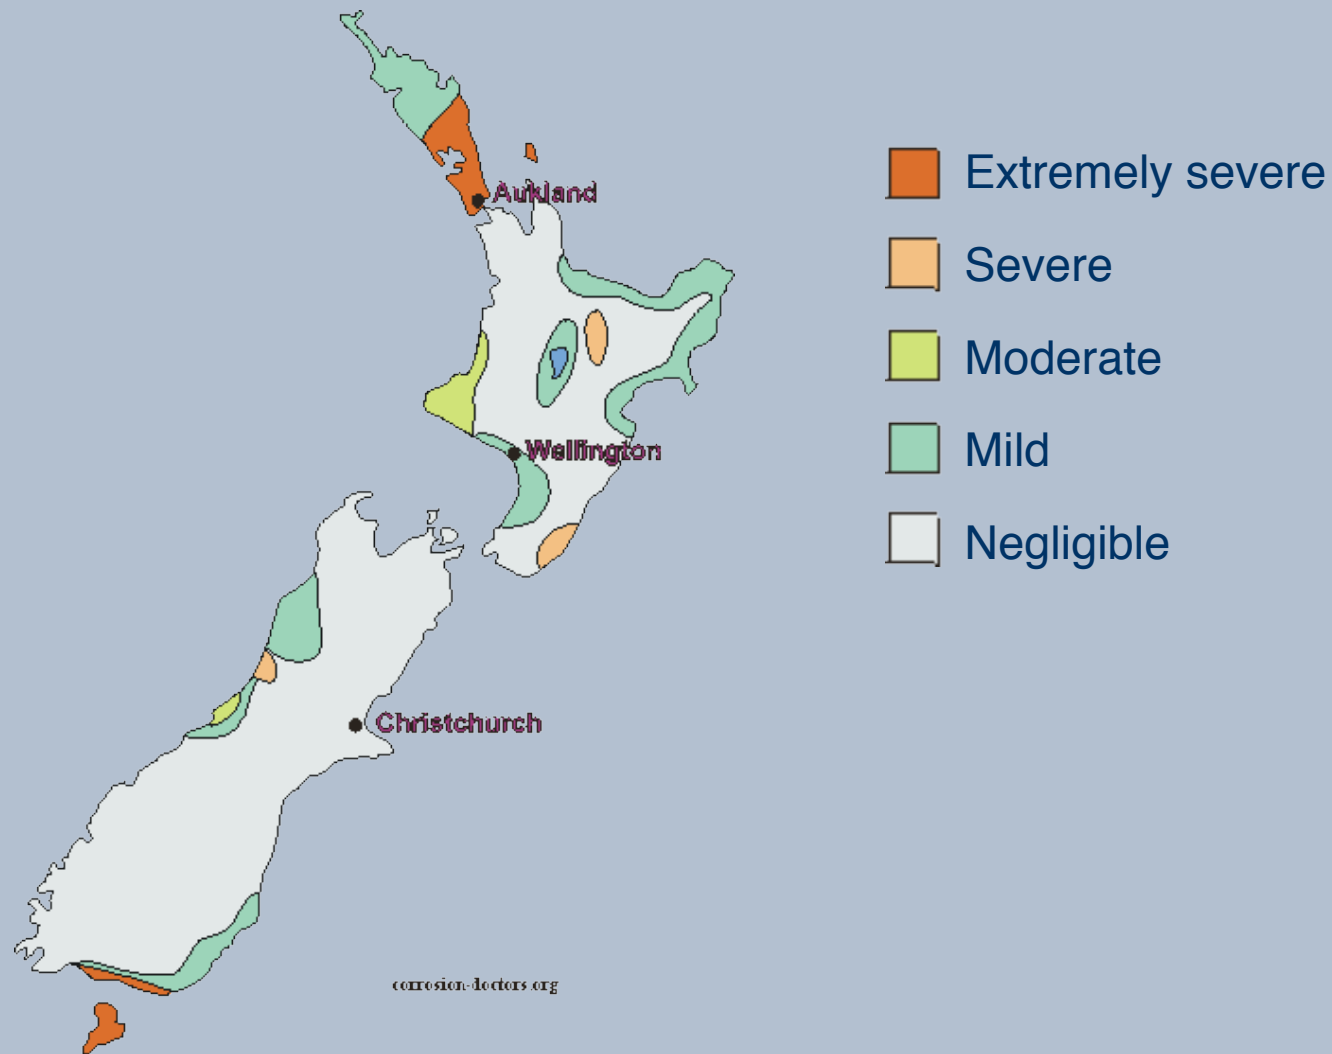 Extremely severe
Aukland
Severe
Moderate
Wellington
Mild
Negligible
Christchurch
corrosion-doctors.org